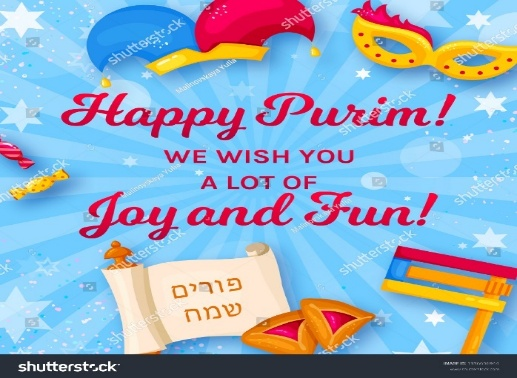 Happy Purim!
WE WISH YOU
A LOT OF
Joy and Fun!
פורים
שמח
shutterstock